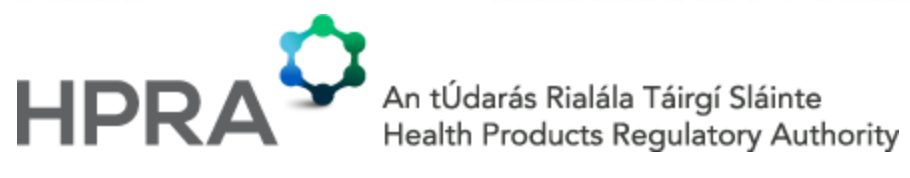 HPRA
An tÚdarás Rialála Táirgí Sláinte
Health Products Regulatory Authority